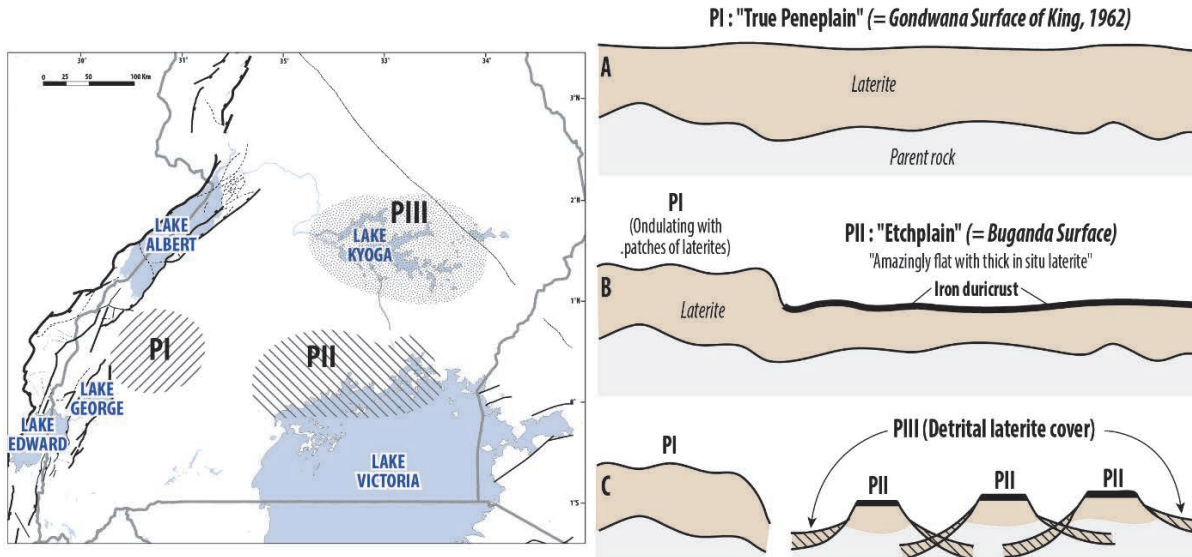 30°
31°
35°
33°
34°
0 25 50 100 Km
3°N
2°N
1°N
0°
1°S
LAKE
ALBERT
PIII
LAKE
KYOGA
PI
PII
LAKE
GEORGE
LAKE
EDWARD
LAKE
VICTORIA
PI : "True Peneplain" (= Gondwana Surface of King, 1962)
A
Laterite
Parent rock
PI
(Ondulating with
.patches of laterites)
PII : "Etchplain" (= Buganda Surface)
"Amazingly flat with thick in situ laterite"
Iron duricrust
B
Laterite
PIII (Detrital laterite cover)
PI
C
PII
PII
PII